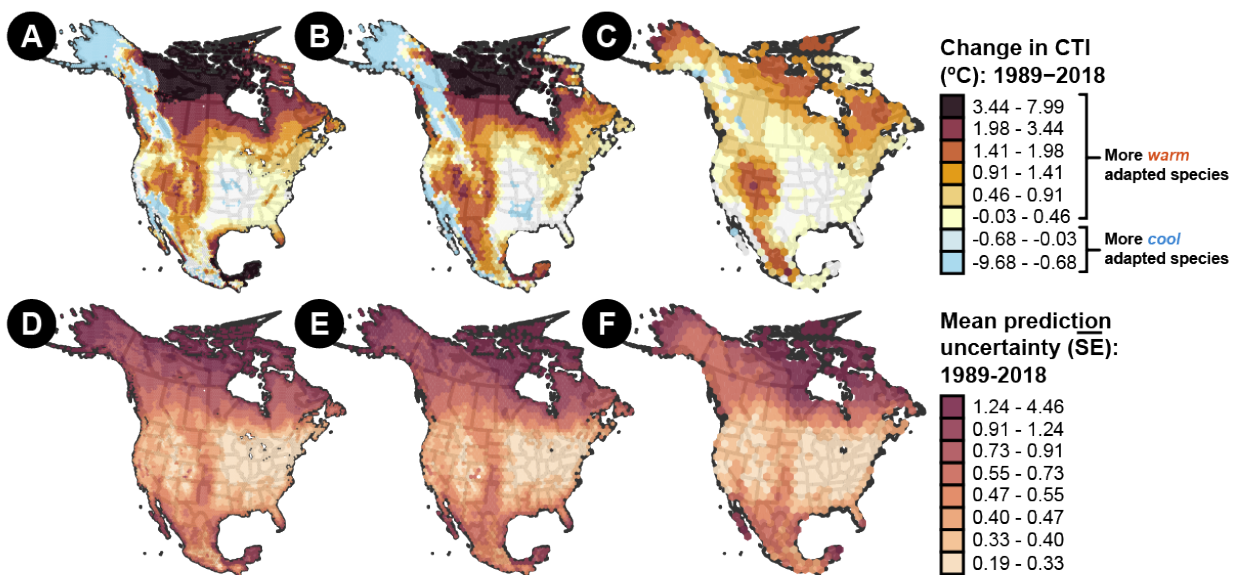 A
B
C
Change in CTI
(ºC): 1989−2018
3.44 - 7.99
1.98 - 3.44
1.41 - 1.98
0.91 - 1.41
0.46 - 0.91
-0.03 - 0.46
-0.68 - -0.03
-9.68 - -0.68
More warm
adapted species
More cool
adapted species
D
E
F
Mean prediction
uncertainty (SE):
1989-2018
1.24 - 4.46
0.91 - 1.24
0.73 - 0.91
0.55 - 0.73
0.47 - 0.55
0.40 - 0.47
0.33 - 0.40
0.19 - 0.33